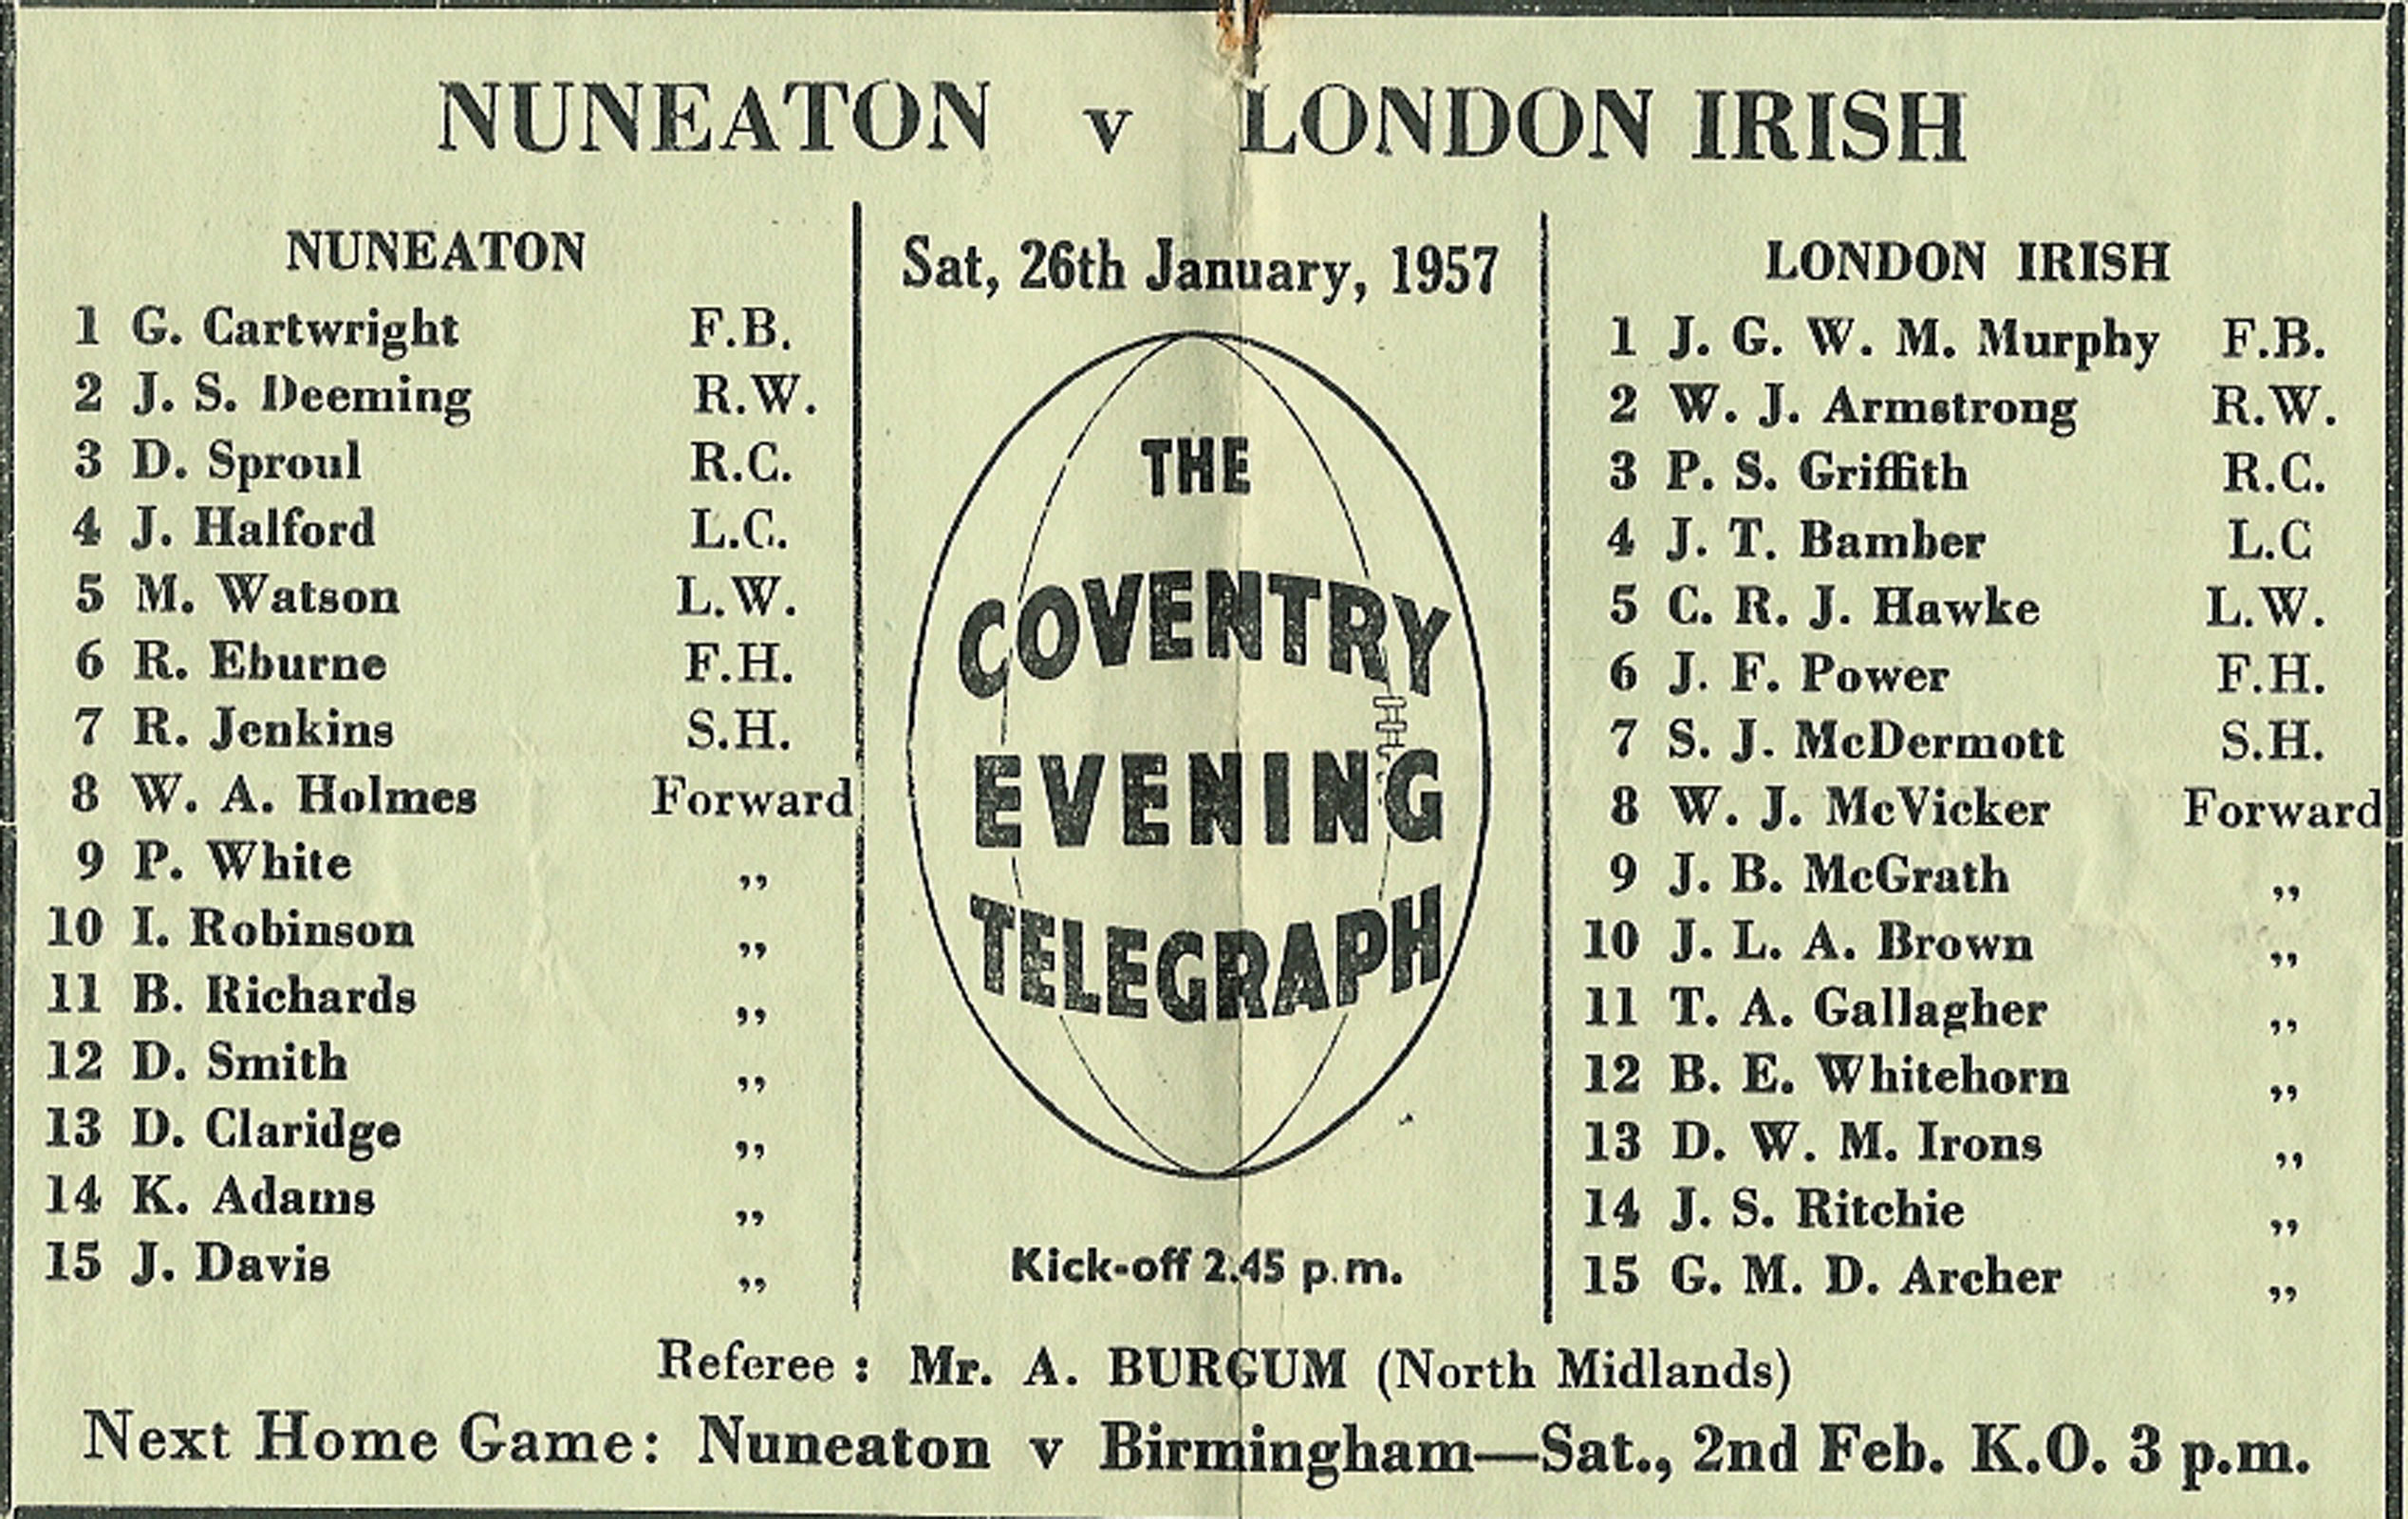 NUNEATON v LONDON IRISH
NUNEATON
1 G. Cartwright F.B.
2 J. S. Deeming R.W.
3 D. Sproul R.C.
4 J. Halford L.C.
5 M. Watson L.W.
6 R. Eburne F.H.
7 R. Jenkins S.H.
8 W. A. Holmes Forward
9 P. White ,,
10 I. Robinson ,,
11 B. Richards ,,
12 D. Smith ,,
13 D. Claridge ,,
14 K. Adams ,,
15 J. Davis ,,
Sat, 26th January, 1957
THE
COVENTRY
EVENING
TELEGRAPH
Kick-off 2.45 p.m.
LONDON IRISH
1 J. G. W. M. Murphy F.B.
2 W. J. Armstrong R.W.
3 P. S. Griffith R.C.
4 J. T. Bamber L.C
5 C. R. J. Hawke L.W.
6 J. F. Power F.H.
7 S. J. McDermott S.H.
8 W. J. McVicker Forward
9 J. B. McGrath ,,
10 J. L. A. Brown ,,
11 T. A. Gallagher ,,
12 B. E. Whitehorn ,,
13 D. W. M. Irons ,,
14 J. S. Ritchie ,,
15 G. M. D. Archer ,,
Referee : Mr. A. BURGUM (North Midlands)
Next Home Game: Nuneaton v Birmingham—Sat., 2nd Feb. K.O. 3 p.m.